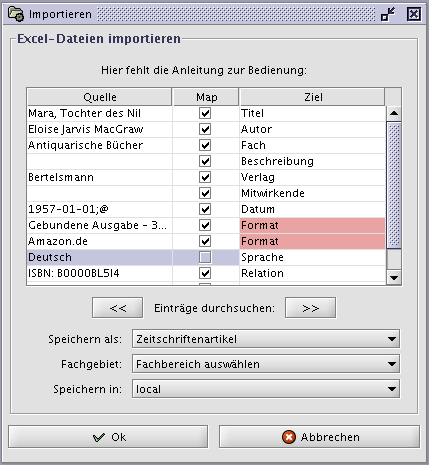 Importieren
Excel-Dateien importieren
Hier fehlt die Anleitung zur Bedienung:
Quelle Map Ziel
Mara, Tochter des Nil Titel
Eloise Jarvis MacGraw Autor
Antiquarische Bücher Fach
Beschreibung
Bertelsmann Verlag
Mitwirkende
1957-01-01;@ Datum
Gebundene Ausgabe - 3... Format
Amazon.de Format
Deutsch Sprache
ISBN: B0000BL5I4 Relation
<< Einträge durchsuchen: >>
Speichern als: Zeitschriftenartikel
Fachgebiet: Fachbereich auswählen
Speichern in: local
Ok Abbrechen